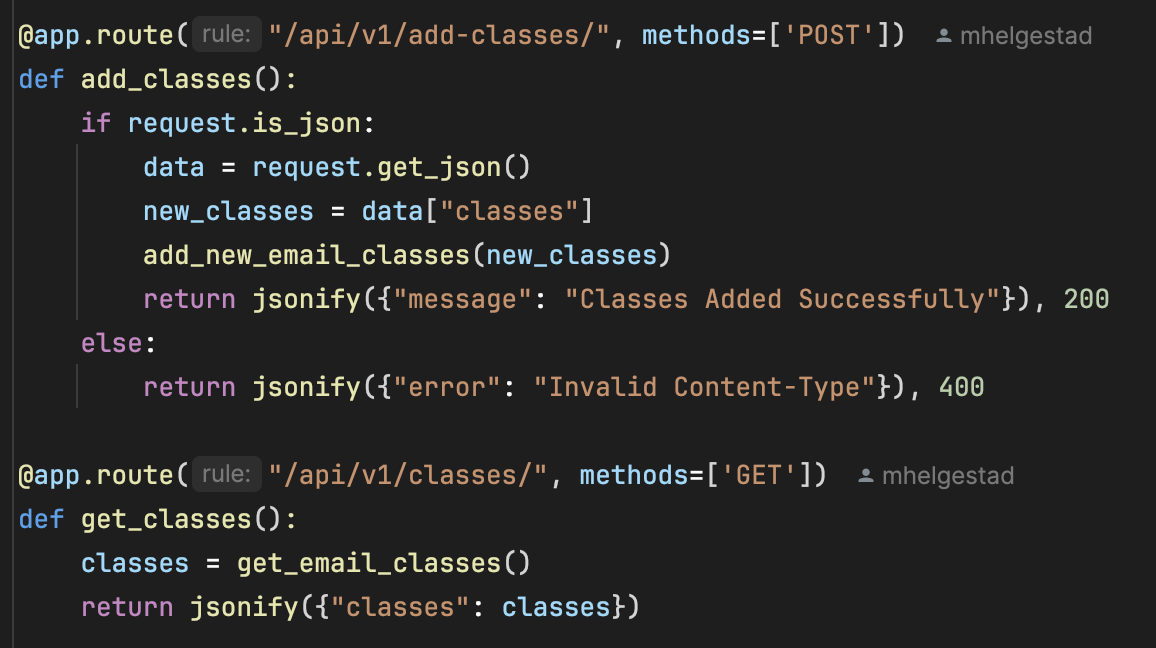 @app.route( rule: "/api/v1/add-classes/", methods=['POST']) mhelgestad
def add_classes():
    if request.is_json:
        data = request.get_json()
        new_classes = data["classes"]
        add_new_email_classes(new_classes)
        return jsonify({"message": "Classes Added Successfully"}), 200
    else:
        return jsonify({"error": "Invalid Content-Type"}), 400
@app.route( rule: "/api/v1/classes/", methods=['GET']) mhelgestad
def get_classes():
    classes = get_email_classes()
    return jsonify({"classes": classes})